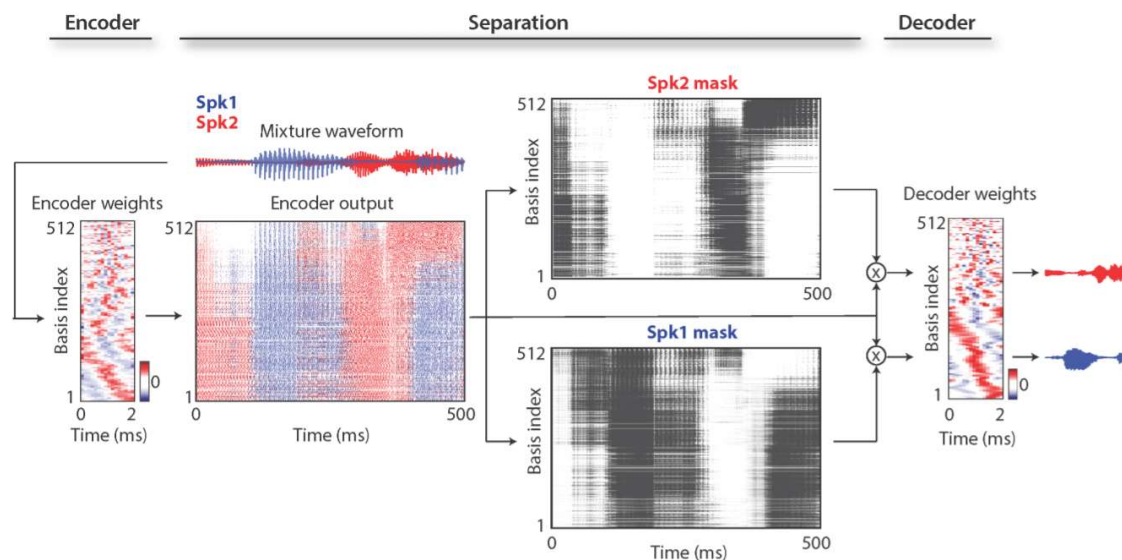 Encoder
Separation
Decoder
Spk1
Spk2
Mixture waveform
Spk2 mask
512
Basis index
1
0
500
Encoder weights
512
Basis index
1
0
0
2
Time (ms)
Encoder output
0
500
Time (ms)
Spk1 mask
512
Basis index
1
0
500
Time (ms)
X
X
Decoder weights
512
Basis index
1
0
0
2
Time (ms)